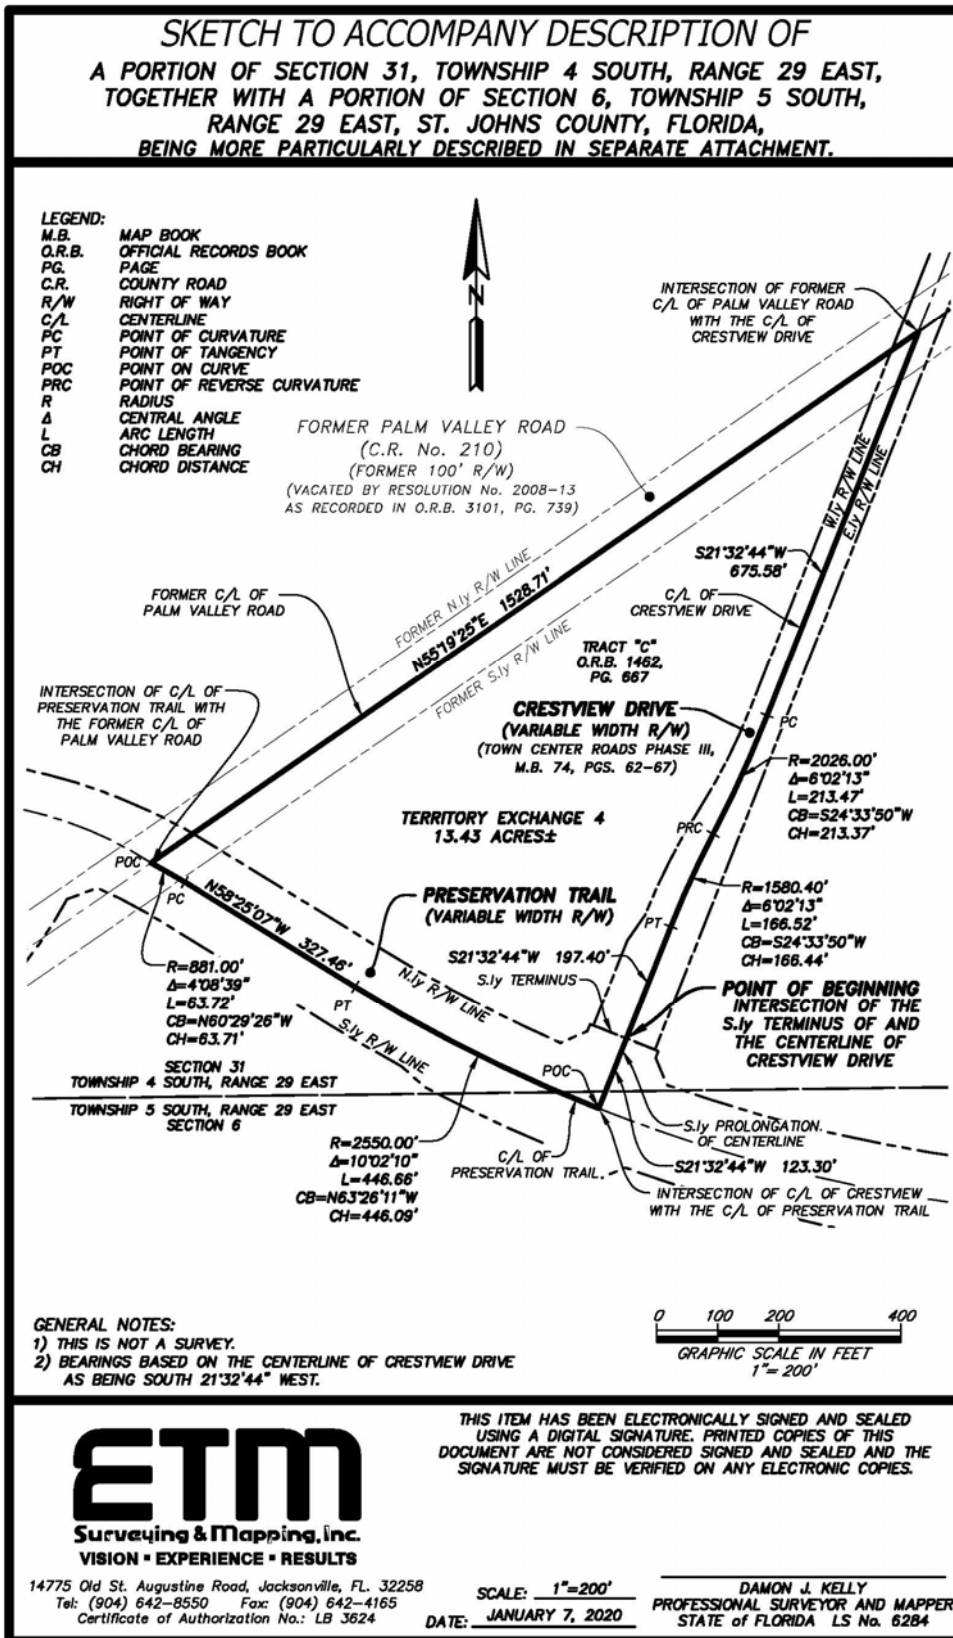 SKETCH TO ACCOMPANY DESCRIPTION OF
A PORTION OF SECTION 31, TOWNSHIP 4 SOUTH, RANGE 29 EAST,
TOGETHER WITH A PORTION OF SECTION 6, TOWNSHIP 5 SOUTH,
RANGE 29 EAST, ST. JOHNS COUNTY, FLORIDA,
BEING MORE PARTICULARLY DESCRIBED IN SEPARATE ATTACHMENT.
LEGEND:
M.B. MAP BOOK
O.R.B. OFFICIAL RECORDS BOOK
PG. PAGE
C.R. COUNTY ROAD
R/W RIGHT OF WAY
C/L CENTERLINE
PC POINT OF CURVATURE
PT POINT OF TANGENCY
POC POINT ON CURVE
PRC POINT OF REVERSE CURVATURE
R RADIUS
Δ CENTRAL ANGLE
L ARC LENGTH
CB CHORD BEARING
CH CHORD DISTANCE
N
INTERSECTION OF FORMER
C/L OF PALM VALLEY ROAD
WITH THE C/L OF
CRESTVIEW DRIVE
FORMER PALM VALLEY ROAD
(C.R. No. 210)
(FORMER 100' R/W)
(VACATED BY RESOLUTION No. 2008-13
AS RECORDED IN O.R.B. 3101, PG. 739)
W.ly R/W LINE
E.ly R/W LINE
S21°32'44"W
675.58'
C/L OF
CRESTVIEW DRIVE
FORMER C/L OF
PALM VALLEY ROAD
FORMER N.ly R/W LINE
N55°19'25"E 1528.71'
FORMER S.ly R/W LINE
TRACT "C"
O.R.B. 1462,
PG. 667
INTERSECTION OF C/L OF
PRESERVATION TRAIL WITH
THE FORMER C/L OF
PALM VALLEY ROAD
CRESTVIEW DRIVE
(VARIABLE WIDTH R/W)
(TOWN CENTER ROADS PHASE III,
M.B. 74, PGS. 62-67)
PC
R=2026.00'
Δ=6°02'13"
L=213.47'
CB=S24°33'50"W
CH=213.37'
TERRITORY EXCHANGE 4
13.43 ACRES±
PRC
POC
PC
N58°25'07"W 327.46'
PRESERVATION TRAIL
(VARIABLE WIDTH R/W)
R=1580.40'
Δ=6°02'13"
L=166.52'
CB=S24°33'50"W
CH=166.44'
PT
S21°32'44"W 197.40'
S.ly TERMINUS
N.ly R/W LINE
R=881.00'
Δ=4°08'39"
L=63.72'
CB=N60°29'26"W
CH=63.71'
PT
S.ly R/W LINE
POINT OF BEGINNING
INTERSECTION OF THE
S.ly TERMINUS OF AND
THE CENTERLINE OF
CRESTVIEW DRIVE
SECTION 31
TOWNSHIP 4 SOUTH, RANGE 29 EAST
TOWNSHIP 5 SOUTH, RANGE 29 EAST
SECTION 6
POC
S.ly PROLONGATION
OF CENTERLINE
R=2550.00'
Δ=10°02'10"
L=446.66'
CB=N63°26'11"W
CH=446.09'
C/L OF
PRESERVATION TRAIL
S21°32'44"W 123.30'
INTERSECTION OF C/L OF CRESTVIEW
WITH THE C/L OF PRESERVATION TRAIL
GENERAL NOTES:
1) THIS IS NOT A SURVEY.
2) BEARINGS BASED ON THE CENTERLINE OF CRESTVIEW DRIVE
AS BEING SOUTH 21°32'44" WEST.
0 100 200 400
GRAPHIC SCALE IN FEET
1"= 200'
ETM
Surveying & Mapping, Inc.
VISION ▪ EXPERIENCE ▪ RESULTS
14775 Old St. Augustine Road, Jacksonville, FL. 32258
Tel: (904) 642-8550 Fax: (904) 642-4165
Certificate of Authorization No.: LB 3624
THIS ITEM HAS BEEN ELECTRONICALLY SIGNED AND SEALED
USING A DIGITAL SIGNATURE. PRINTED COPIES OF THIS
DOCUMENT ARE NOT CONSIDERED SIGNED AND SEALED AND THE
SIGNATURE MUST BE VERIFIED ON ANY ELECTRONIC COPIES.
SCALE: 1"=200'
DATE: JANUARY 7, 2020
DAMON J. KELLY
PROFESSIONAL SURVEYOR AND MAPPER
STATE of FLORIDA LS No. 6284